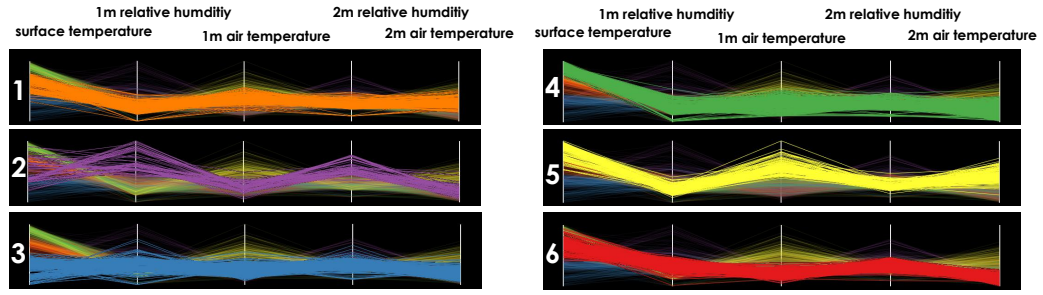 1m relative humditiy
2m relative humditiy
surface temperature
1m air temperature
2m air temperature
1
2
3
1m relative humditiy
2m relative humditiy
surface temperature
1m air temperature
2m air temperature
4
5
6